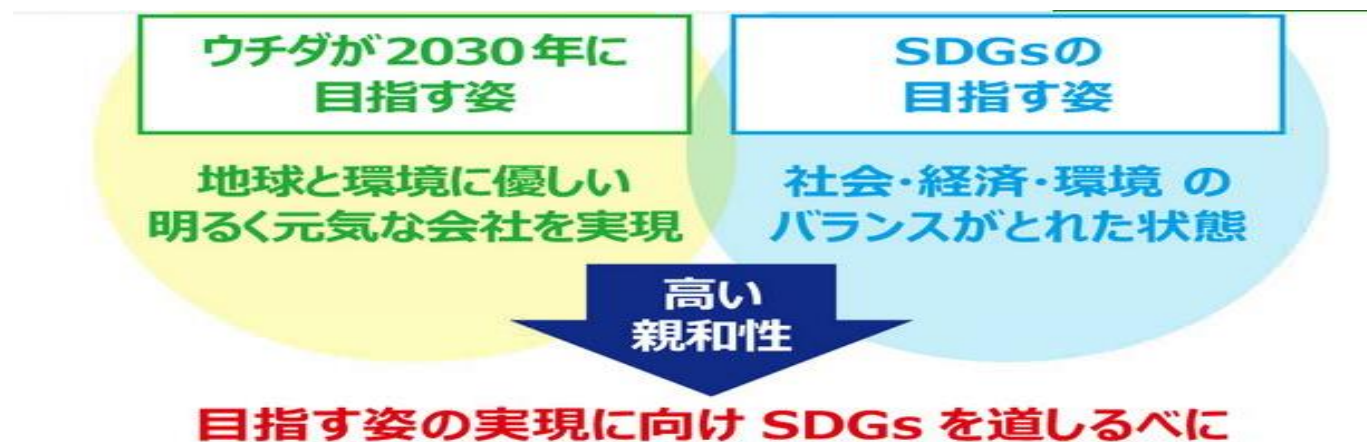 ウチダが2030年に
目指す姿
SDGsの
目指す姿
地球と環境に優しい
明るく元気な会社を実現
社会・経済・環境 の
バランスがとれた状態
高い
親和性
目指す姿の実現に向け SDGs を道しるべに